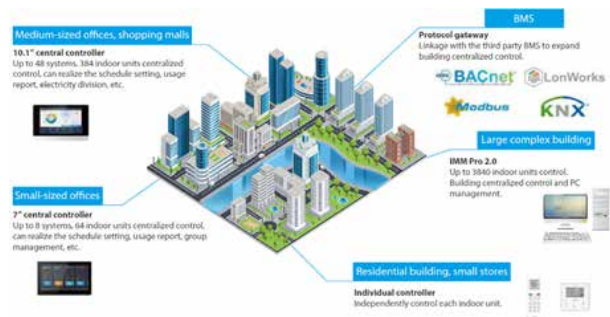 Medium-sized offices, shopping malls
10.1" central controller
Up to 48 systems, 384 indoor units centralized
control, can realize the schedule setting, usage
report, electricity division, etc.
BMS
Protocol gateway
Linkage with the third party BMS to expand
building centralized control.
BACnet
LonWorks
Modbus
KNX
Large complex building
IMM Pro 2.0
Up to 3840 indoor units control.
Building centralized control and PC
management.
Small-sized offices
7" central controller
Up to 8 systems, 64 indoor units centralized control,
can realize the schedule setting, usage report, group
management, etc.
Residential building, small stores
Individual controller
Independently control each indoor unit.